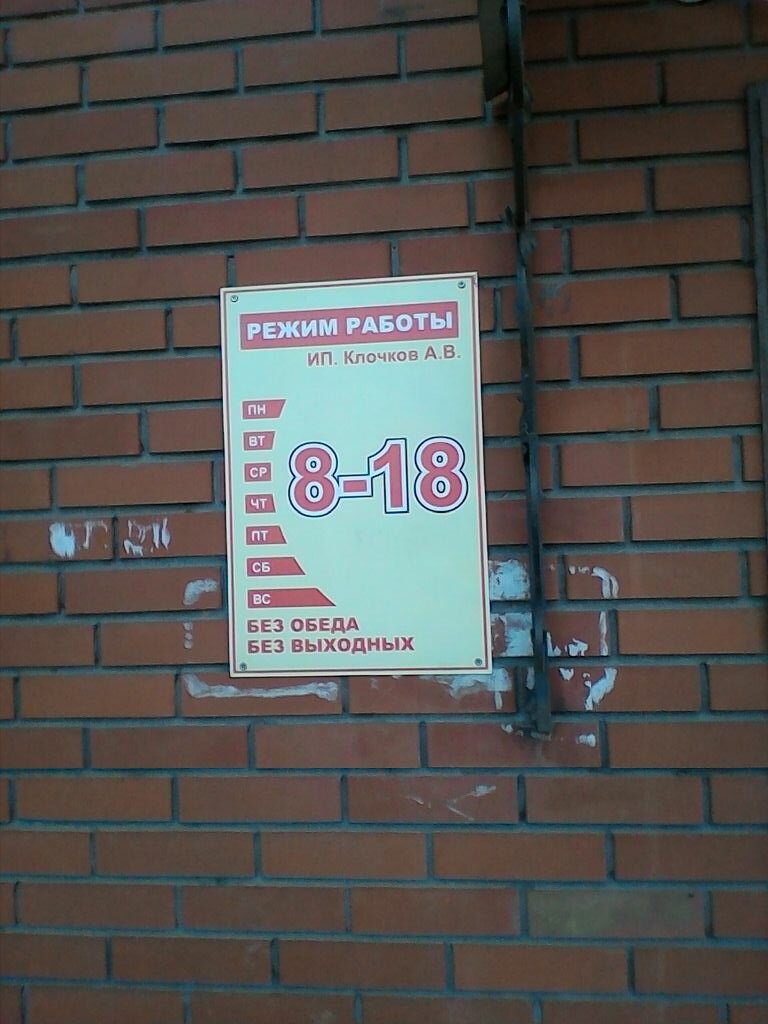 РЕЖИМ РАБОТЫ
ИП. Клочков А.В.
ПН
ВТ
СР
ЧТ
ПТ
СБ
ВС
8-18
БЕЗ ОБЕДА
БЕЗ ВЫХОДНЫХ